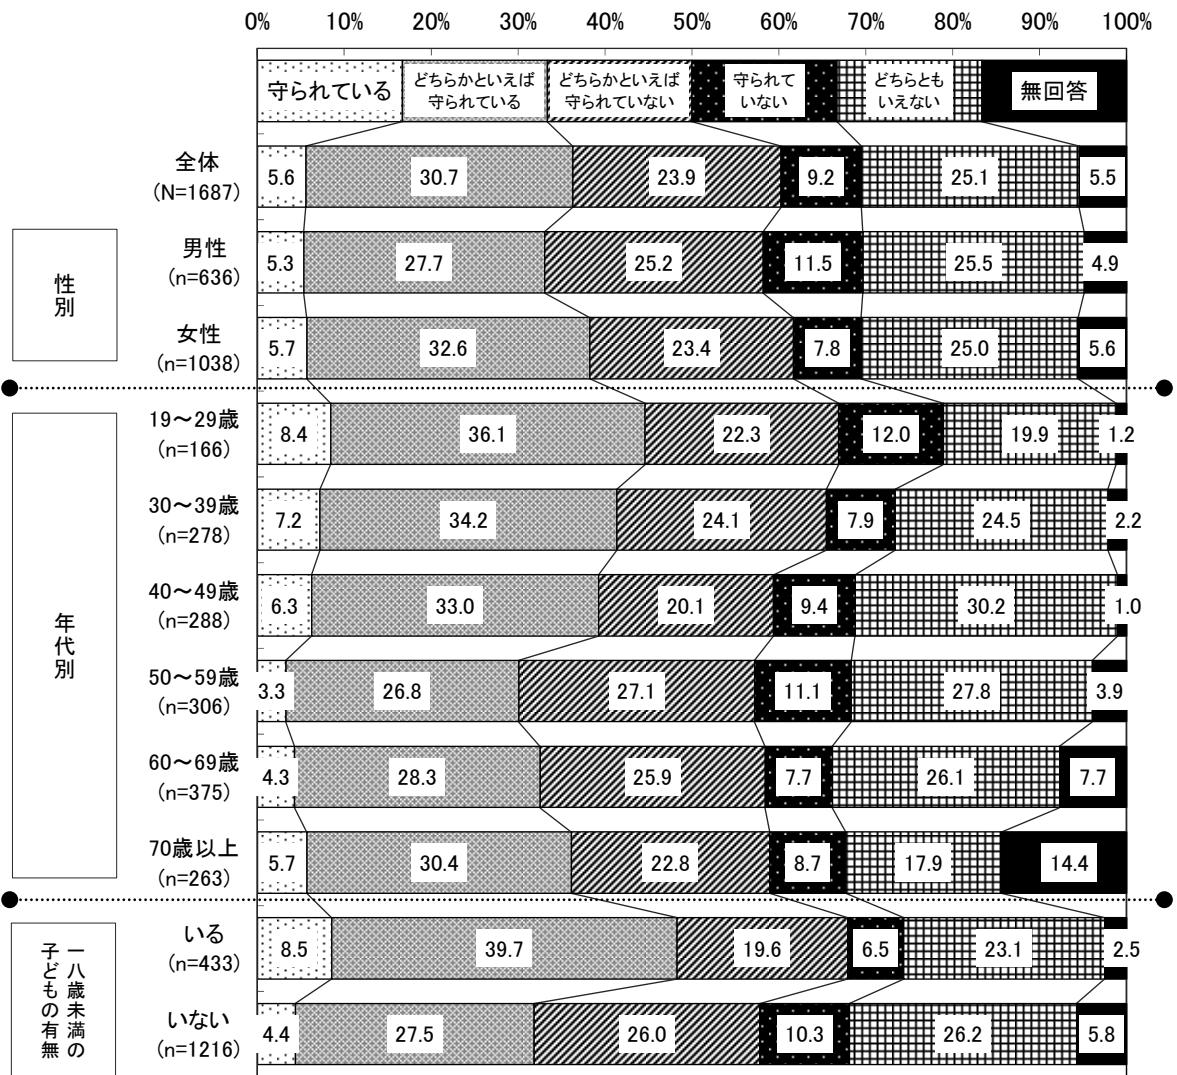 0% 10% 20% 30% 40% 50% 60% 70% 80% 90% 100%
守られている
どちらかといえば
守られている
どちらかといえば
守られていない
守られて
いない
どちらとも
いえない
無回答
全体
(N=1687)
5.6 30.7 23.9 9.2 25.1 5.5
性別
男性
(n=636)
5.3 27.7 25.2 11.5 25.5 4.9
女性
(n=1038)
5.7 32.6 23.4 7.8 25.0 5.6
年代別
19～29歳
(n=166)
8.4 36.1 22.3 12.0 19.9 1.2
30～39歳
(n=278)
7.2 34.2 24.1 7.9 24.5 2.2
40～49歳
(n=288)
6.3 33.0 20.1 9.4 30.2 1.0
50～59歳
(n=306)
3.3 26.8 27.1 11.1 27.8 3.9
60～69歳
(n=375)
4.3 28.3 25.9 7.7 26.1 7.7
70歳以上
(n=263)
5.7 30.4 22.8 8.7 17.9 14.4
一八歳未満の
子どもの有無
いる
(n=433)
8.5 39.7 19.6 6.5 23.1 2.5
いない
(n=1216)
4.4 27.5 26.0 10.3 26.2 5.8